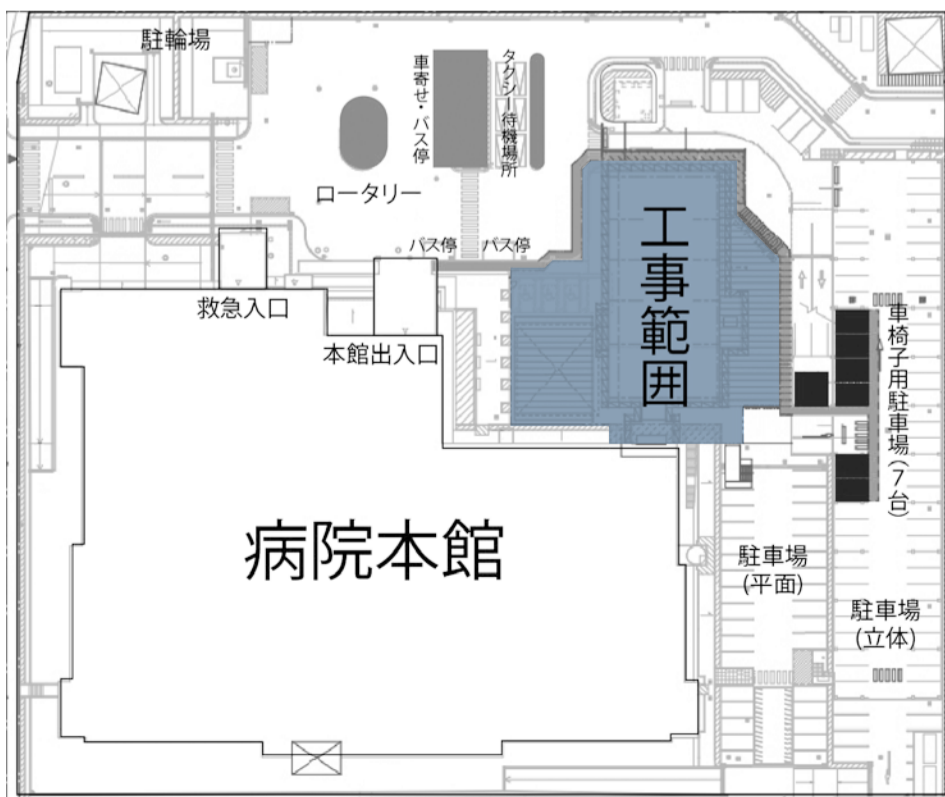 駐輪場
車寄せ・バス停
タクシー待機場所
ロータリー
バス停
バス停
工事範囲
救急入口
本館出入口
車椅子用駐車場(7台)
病院本館
駐車場
(平面)
駐車場
(立体)